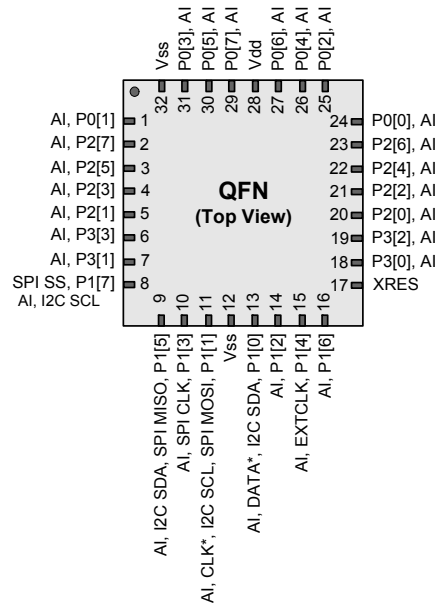 Vss
P0[3], AI
P0[5], AI
P0[7], AI
Vdd
P0[6], AI
P0[4], AI
P0[2], AI
32
31
30
29
28
27
26
25
AI, P0[1] 1
AI, P2[7] 2
AI, P2[5] 3
AI, P2[3] 4
AI, P2[1] 5
AI, P3[3] 6
AI, P3[1] 7
SPI SS, P1[7] 8
AI, I2C SCL
QFN
(Top View)
24 P0[0], AI
23 P2[6], AI
22 P2[4], AI
21 P2[2], AI
20 P2[0], AI
19 P3[2], AI
18 P3[0], AI
17 XRES
9
10
11
12
13
14
15
16
AI, I2C SDA, SPI MISO, P1[5]
AI, SPI CLK, P1[3]
AI, CLK*, I2C SCL, SPI MOSI, P1[1]
Vss
AI, DATA*, I2C SDA, P1[0]
AI, P1[2]
AI, EXTCLK, P1[4]
AI, P1[6]